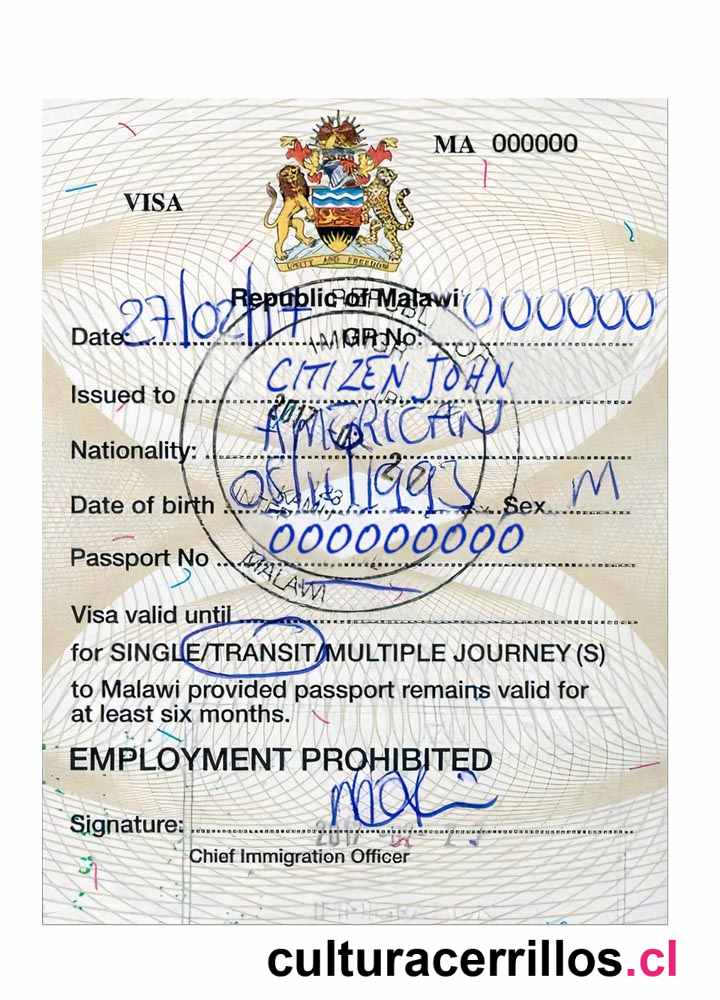 MA 000000
VISA
UNITY AND FREEDOM
Republic of Malawi
Date 27/02/17 GR No: 000000
Issued to CITIZEN JOHN
Nationality: AMERICAN
Date of birth 1993 Sex M
Passport No 000000000
Visa valid until
for SINGLE/TRANSIT/MULTIPLE JOURNEY (S)
to Malawi provided passport remains valid for
at least six months.
EMPLOYMENT PROHIBITED
Signature:
Chief Immigration Officer
REPUBLIC OF
MALAWI
culturacerrillos.cl